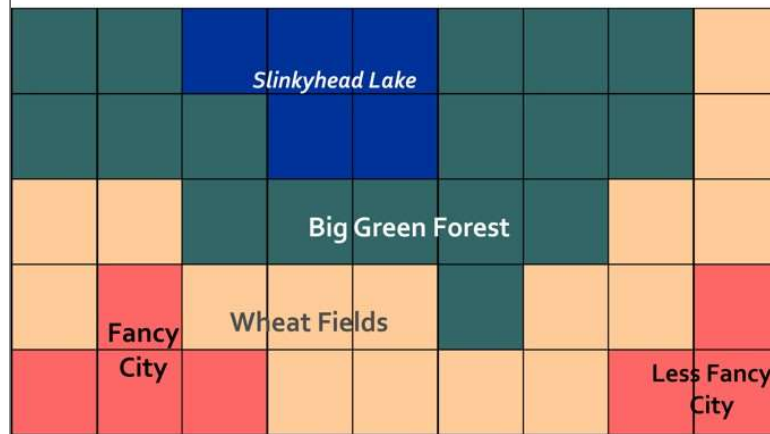 Slinkyhead Lake
Big Green Forest
Wheat Fields
Fancy
City
Less Fancy
City